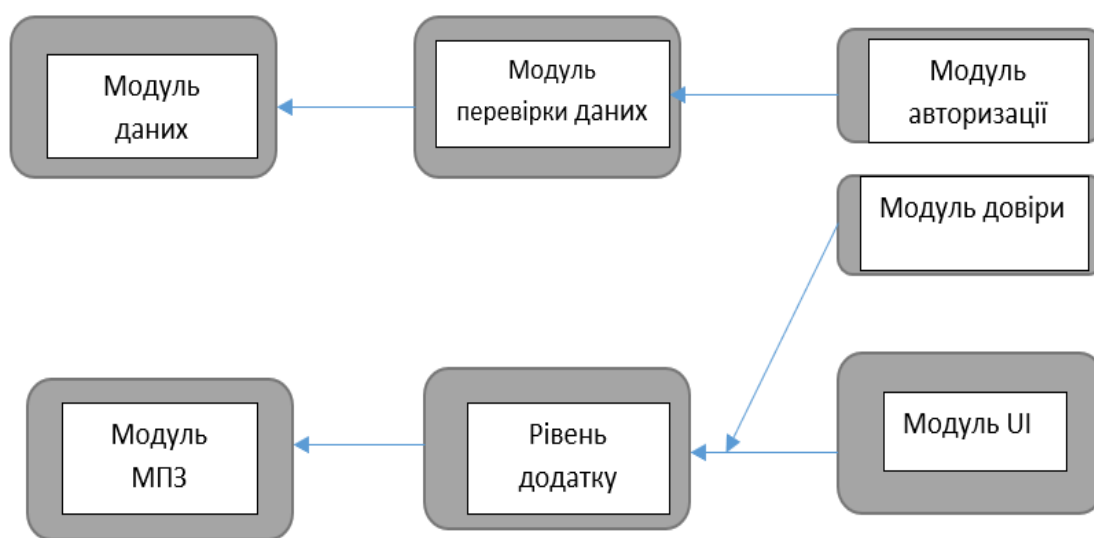 Модуль
даних
Модуль
перевірки даних
Модуль
авторизації
Модуль довіри
Модуль
МПЗ
Рівень
додатку
Модуль UI